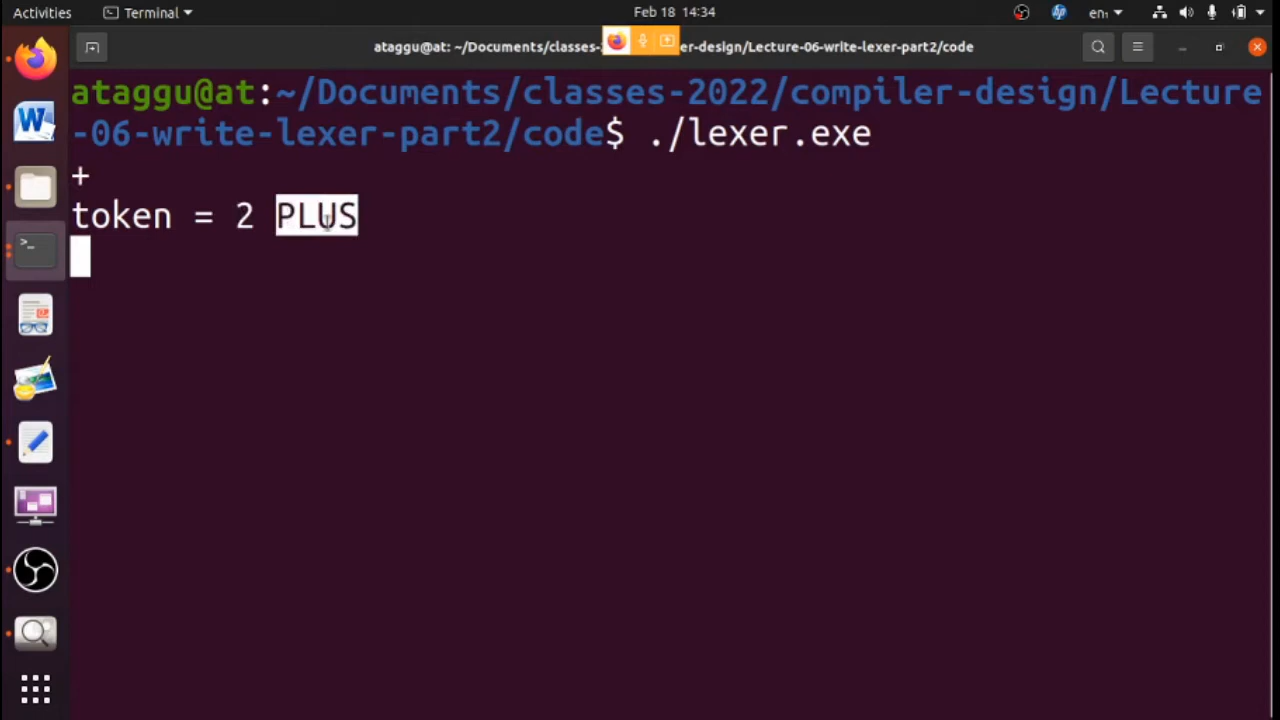 Activities Terminal Feb 18 14:34 en₁
ataggu@at: ~/Documents/classes- er-design/Lecture-06-write-lexer-part2/code
ataggu@at:~/Documents/classes-2022/compiler-design/Lecture
-06-write-lexer-part2/code$ ./lexer.exe
+
token = 2 PLUS